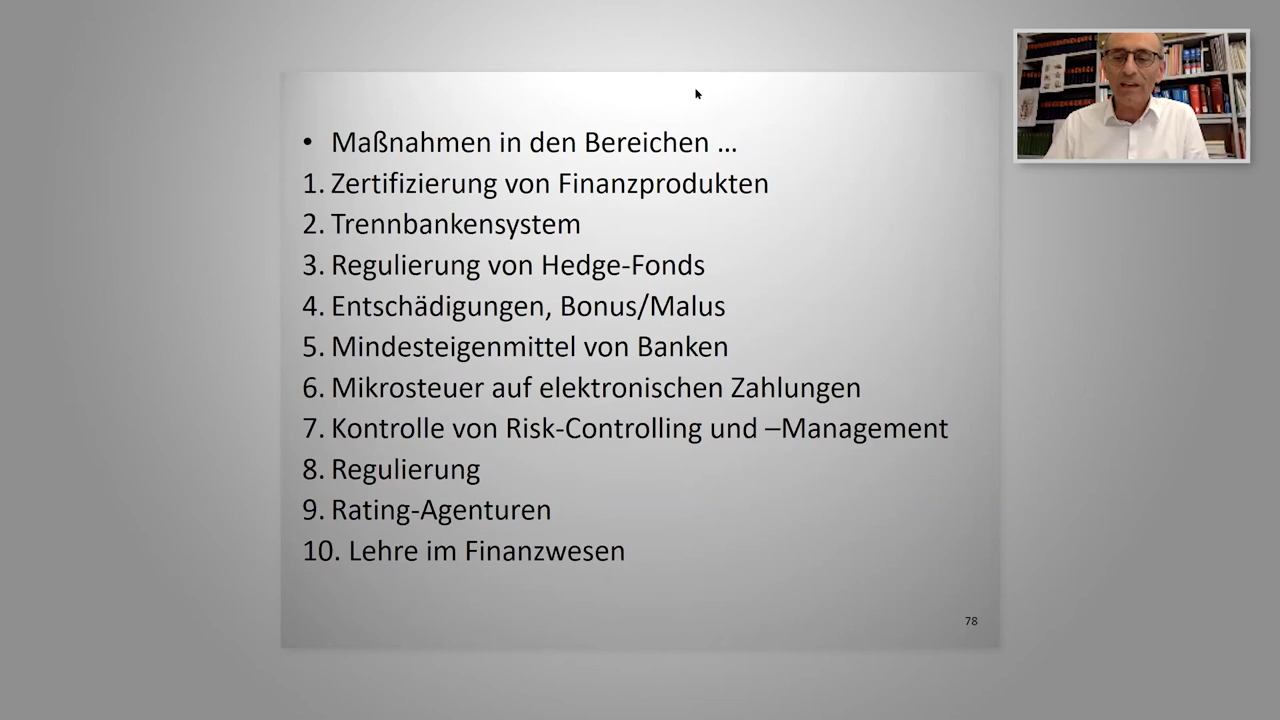 • Maßnahmen in den Bereichen ...
1. Zertifizierung von Finanzprodukten
2. Trennbankensystem
3. Regulierung von Hedge-Fonds
4. Entschädigungen, Bonus/Malus
5. Mindesteigenmittel von Banken
6. Mikrosteuer auf elektronischen Zahlungen
7. Kontrolle von Risk-Controlling und –Management
8. Regulierung
9. Rating-Agenturen
10. Lehre im Finanzwesen
78